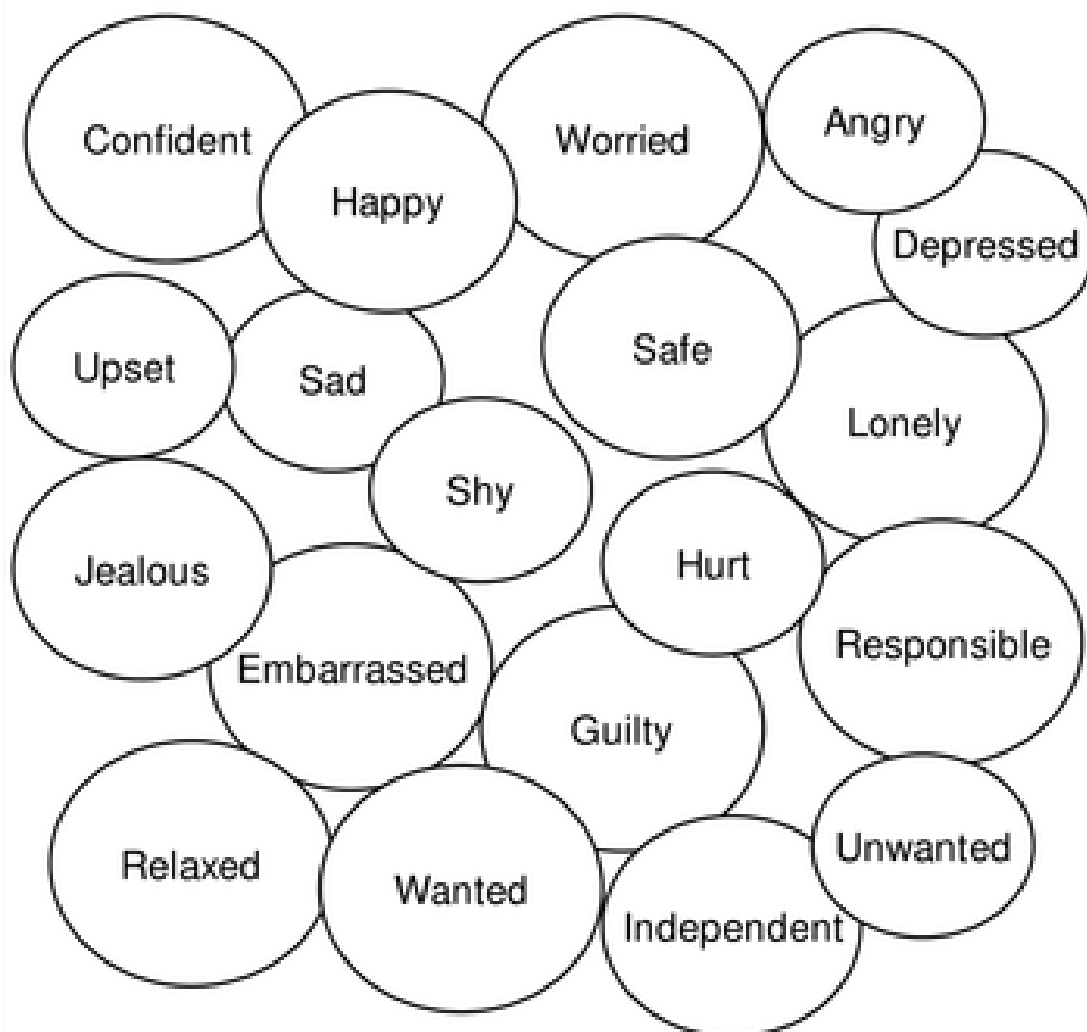 Confident
Happy
Worried
Angry
Depressed
Upset
Sad
Safe
Lonely
Shy
Jealous
Hurt
Embarrassed
Responsible
Guilty
Relaxed
Wanted
Unwanted
Independent